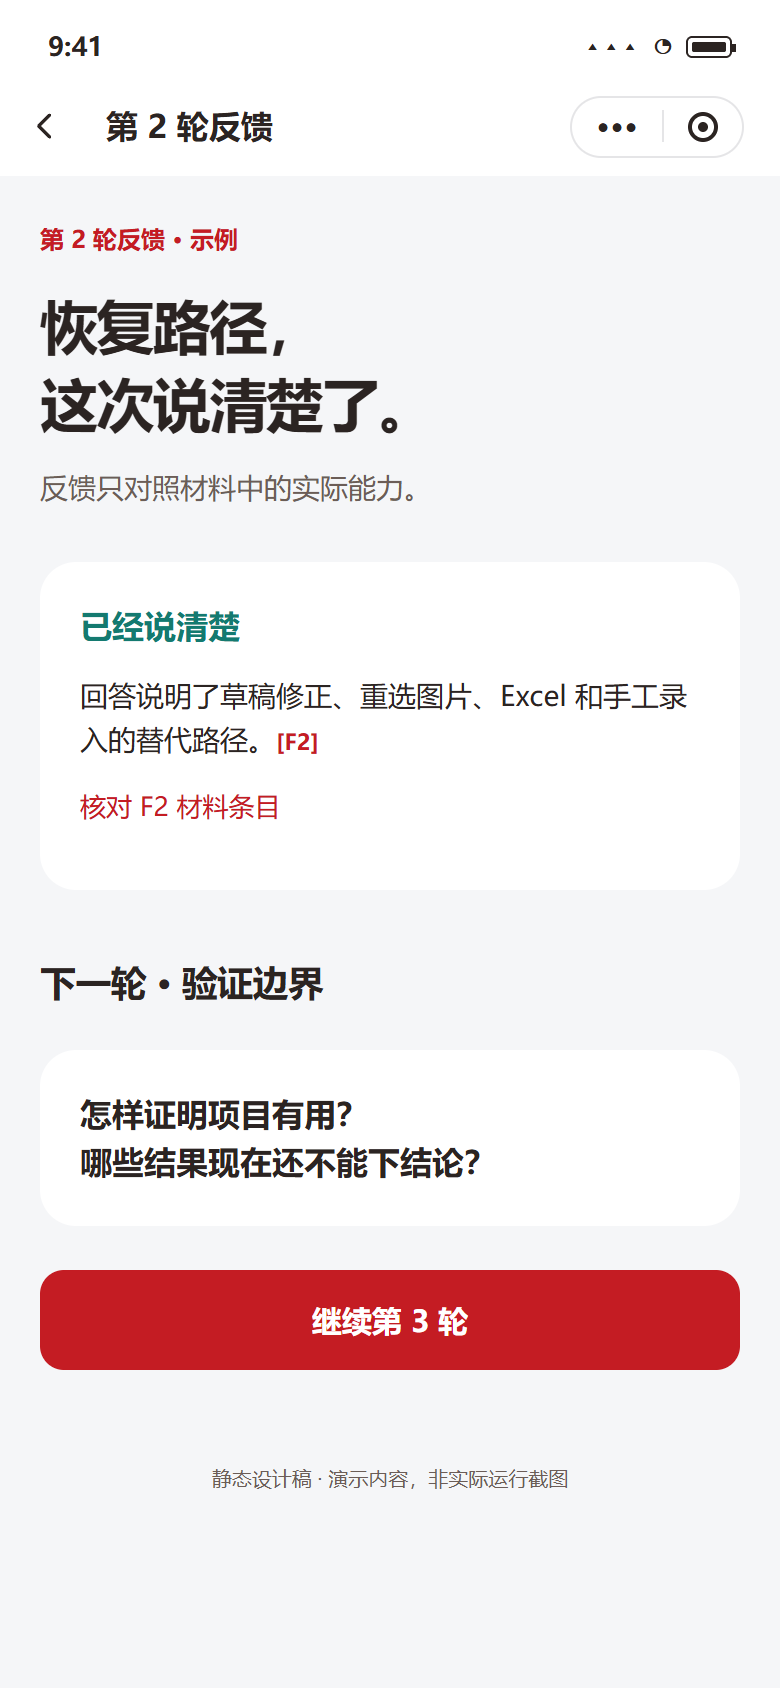 9:41
第 2 轮反馈
第 2 轮反馈·示例
恢复路径，
这次说清楚了。
反馈只对照材料中的实际能力。
已经说清楚
回答说明了草稿修正、重选图片、Excel 和手工录
入的替代路径。[F2]
核对 F2 材料条目
下一轮·验证边界
怎样证明项目有用？
哪些结果现在还不能下结论？
继续第 3 轮
静态设计稿 · 演示内容，非实际运行截图